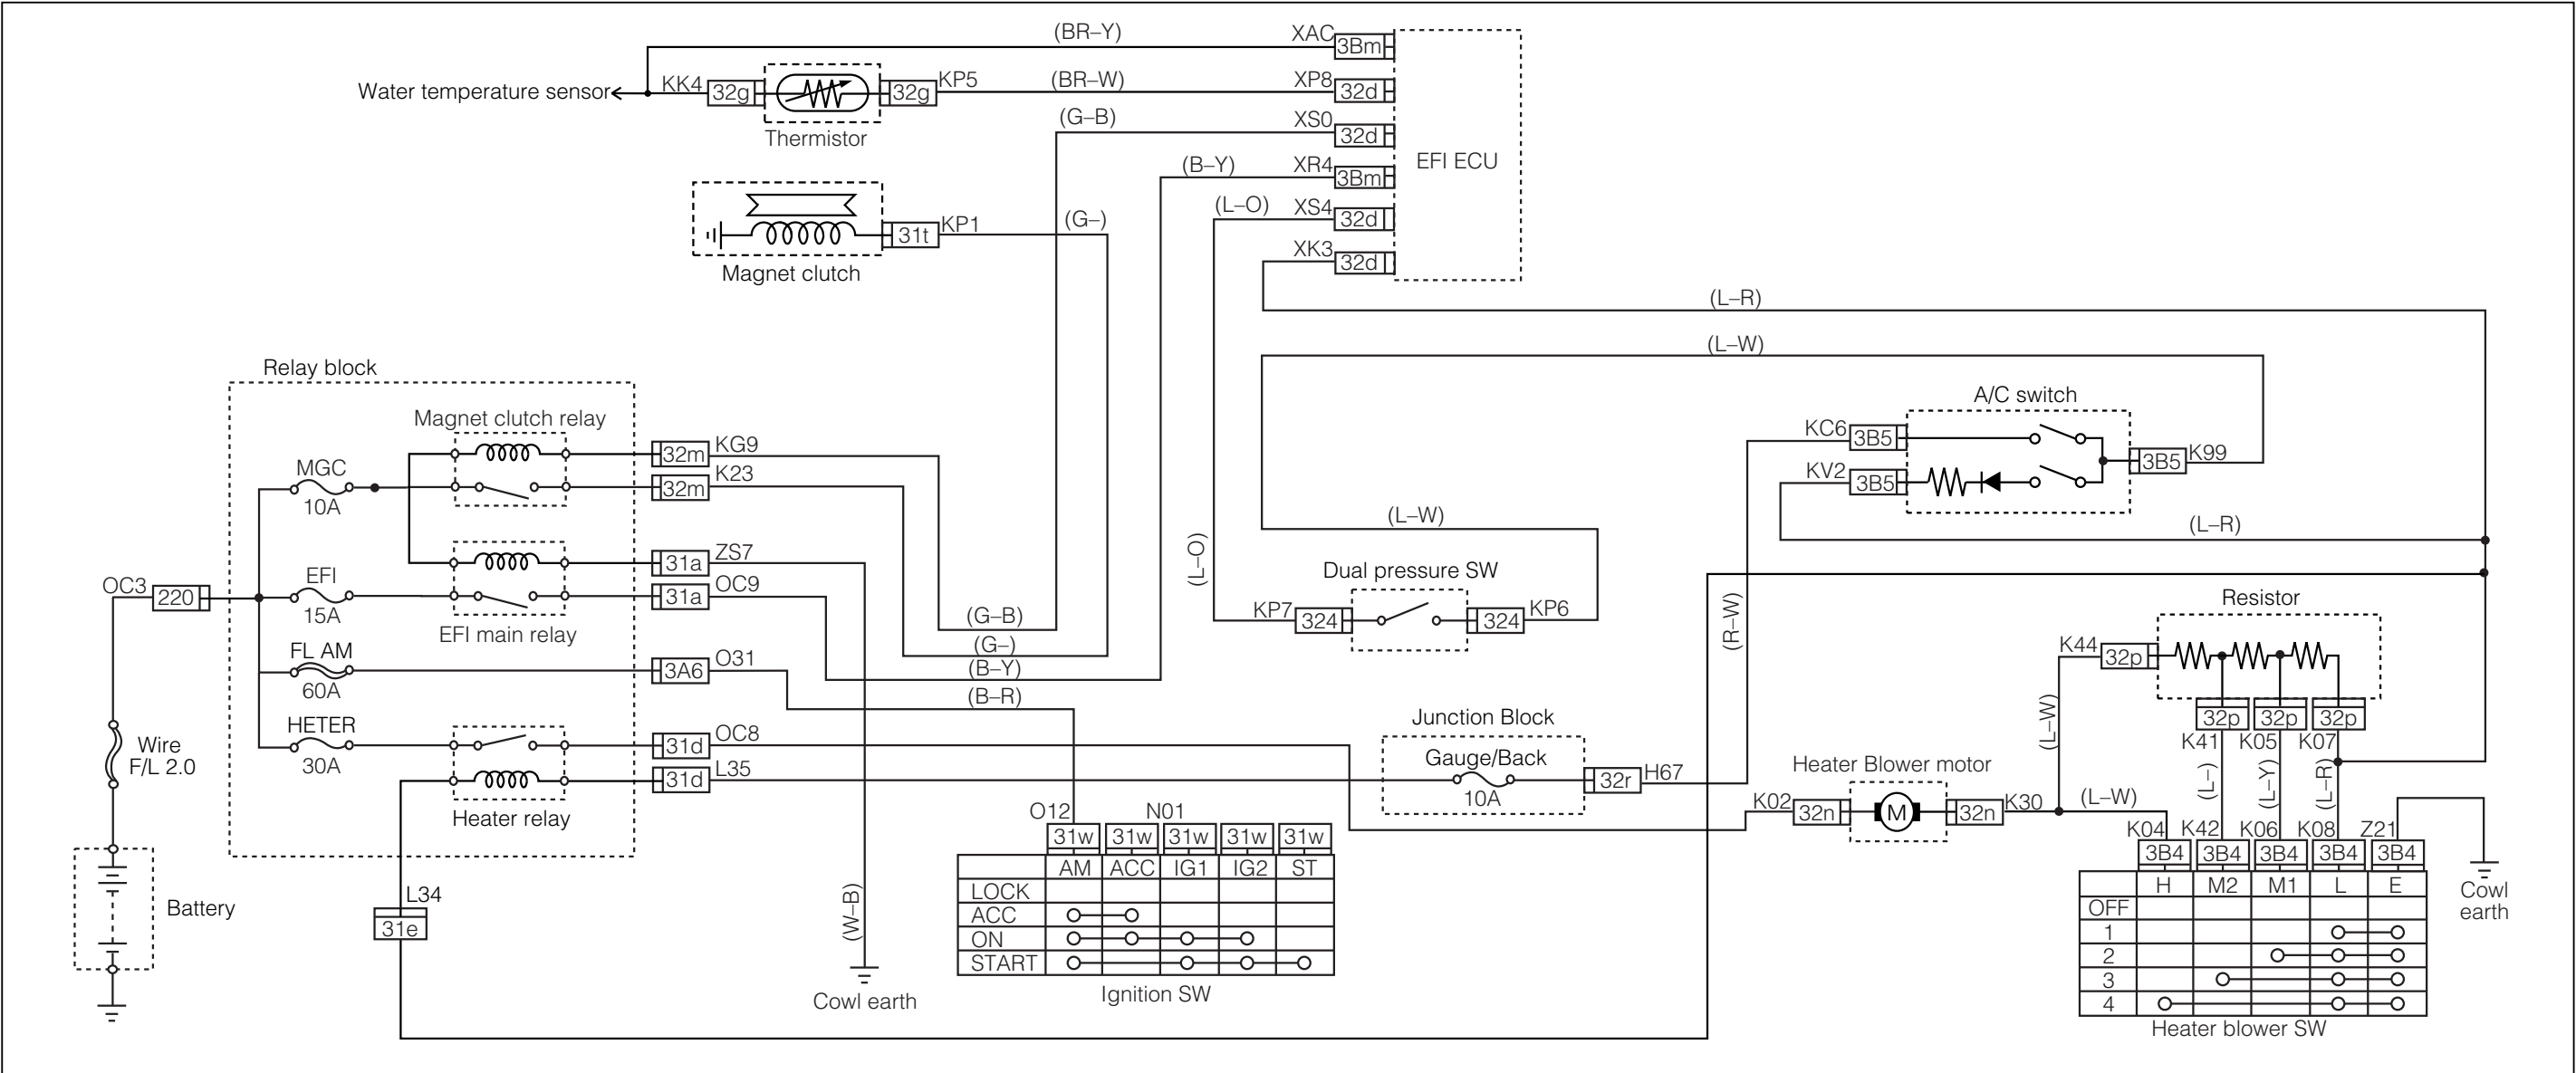 (BR–Y)
XAC
3Bm
Water temperature sensor
KK4
32g
32g
KP5
(BR–W)
XP8
32d
Thermistor
(G–B)
XS0
32d
EFI ECU
(B–Y)
XR4
3Bm
Magnet clutch
31t
KP1
(G–)
(L–O)
XS4
32d
XK3
32d
(L–R)
(L–W)
Relay block
Magnet clutch relay
MGC
10A
32m
KG9
32m
K23
A/C switch
KC6
3B5
KV2
3B5
3B5
K99
(L–R)
(L–W)
(L–O)
Dual pressure SW
KP7
324
324
KP6
OC3
220
EFI
15A
EFI main relay
31a
ZS7
31a
OC9
(G–B)
(G–)
(B–Y)
(B–R)
(R–W)
FL AM
60A
3A6
O31
Resistor
K44
32p
32p
32p
32p
K41
K05
K07
(L–W)
(L–)
(L–Y)
(L–R)
HETER
30A
Heater relay
31d
OC8
31d
L35
Junction Block
Gauge/Back
10A
32r
H67
Heater Blower motor
K02
32n
M
32n
K30
(L–W)
Wire
F/L 2.0
Battery
L34
31e
(W–B)
Cowl earth
O12
N01
31w
31w
31w
31w
31w
AM
ACC
IG1
IG2
ST
LOCK
ACC
ON
START
Ignition SW
K04
K42
K06
K08
Z21
3B4
3B4
3B4
3B4
3B4
H
M2
M1
L
E
OFF
1
2
3
4
Heater blower SW
Cowl
earth